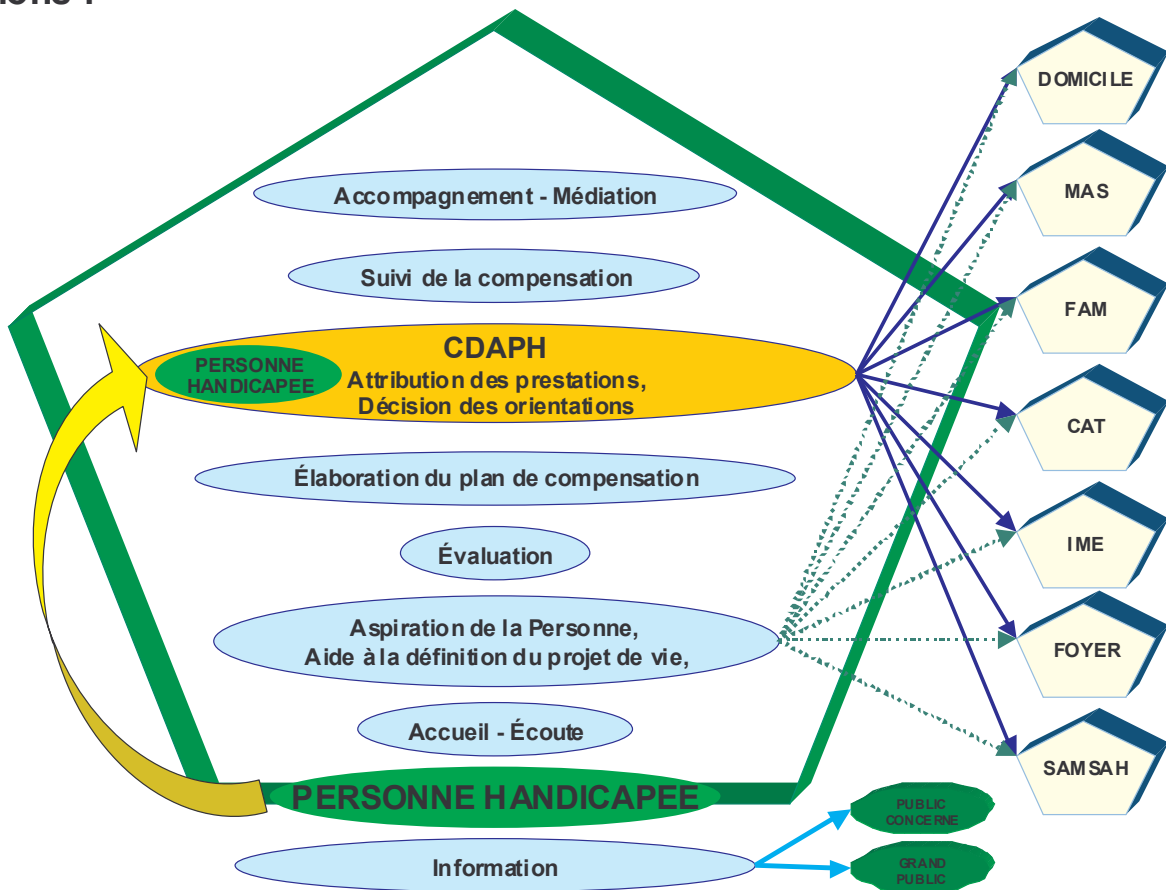 Accompagnement - Médiation
Suivi de la compensation
CDAPH
Attribution des prestations,
Décision des orientations
PERSONNE
HANDICAPEE
Élaboration du plan de compensation
Évaluation
Aspiration de la Personne,
Aide à la définition du projet de vie,
Accueil - Écoute
PERSONNE HANDICAPEE
Information
PUBLIC
CONCERNE
GRAND
PUBLIC
DOMICILE
MAS
FAM
CAT
IME
FOYER
SAMSAH